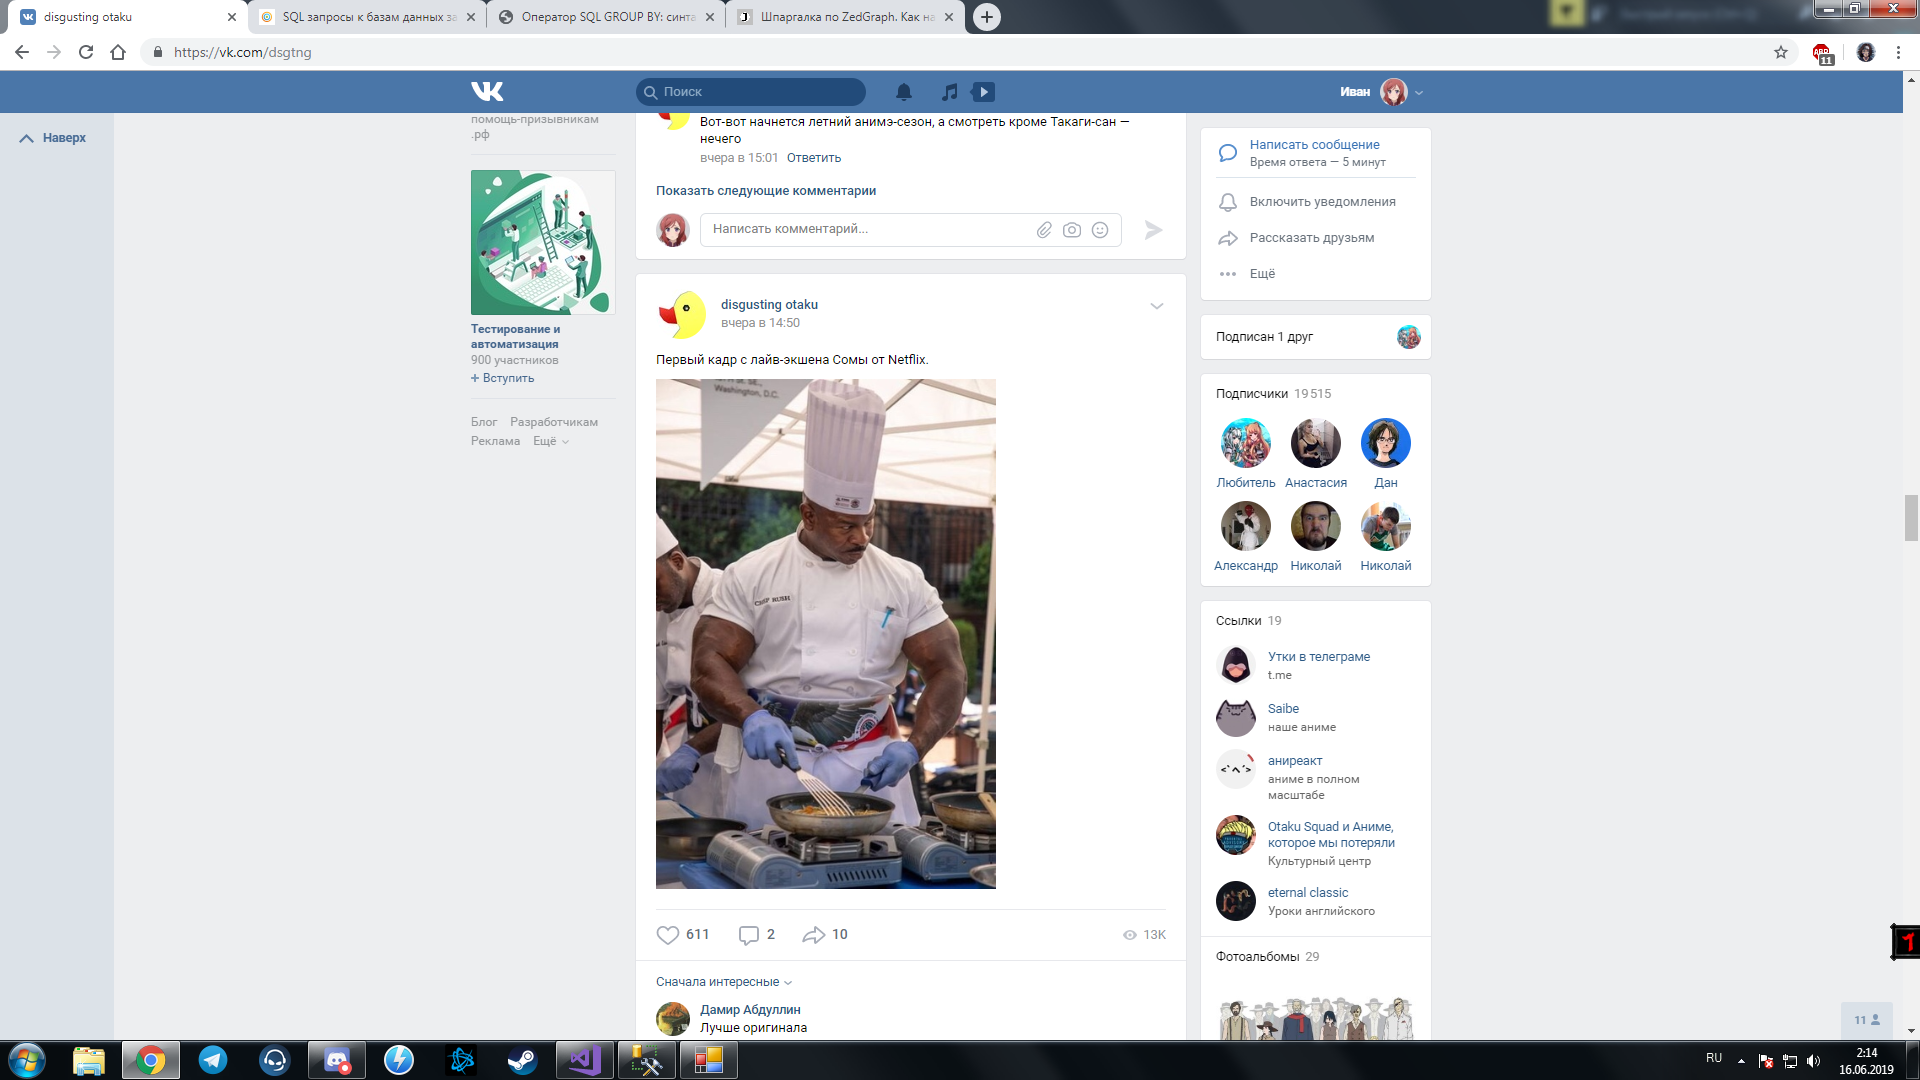 disgusting otaku
SQL запросы к базам данных за
Оператор SQL GROUP BY: синта
Шпаргалка по ZedGraph. Как на
https://vk.com/dsgtng
ABP
11
Поиск
Иван
Наверх
помощь-призывникам
.рф
Тестирование и
автоматизация
900 участников
+ Вступить
Блог Разработчикам
Реклама Ещё
Вот-вот начнется летний анимэ-сезон, а смотреть кроме Такаги-сан —
нечего
вчера в 15:01 Ответить
Показать следующие комментарии
Написать комментарий...
disgusting otaku
вчера в 14:50
Первый кадр с лайв-экшена Сомы от Netflix.
Washington, D.C.
CHEF RUSH
611 2 10 13K
Сначала интересные
Дамир Абдуллин
Лучше оригинала
Написать сообщение
Время ответа — 5 минут
Включить уведомления
Рассказать друзьям
Ещё
Подписан 1 друг
Подписчики 19 515
Любитель Анастасия Дан
Александр Николай Николай
Ссылки 19
Утки в телеграме
t.me
Saibe
наше аниме
аниреакт
аниме в полном
масштабе
Otaku Squad и Аниме,
которое мы потеряли
Культурный центр
eternal classic
Уроки английского
Фотоальбомы 29
11
RU
2:14
16.06.2019